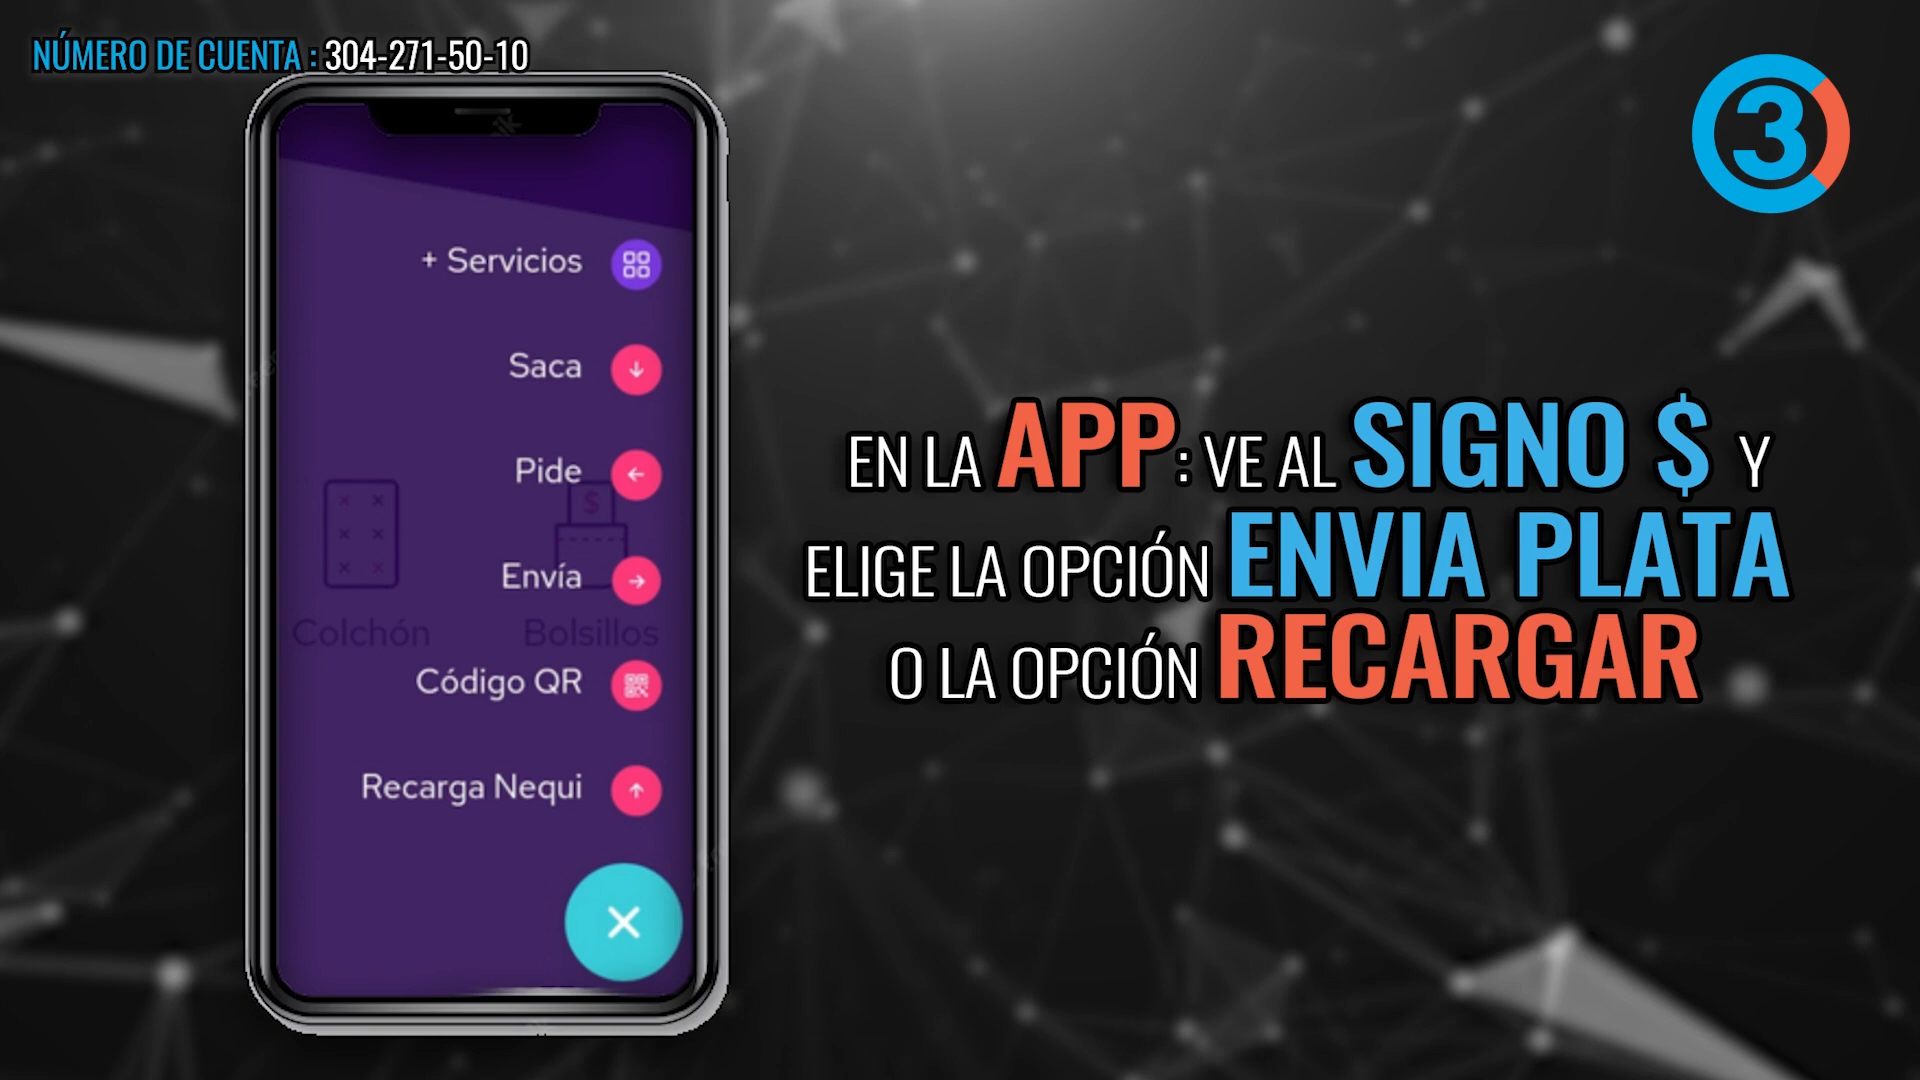 NÚMERO DE CUENTA : 304-271-50-10
3
+ Servicios
Saca
Pide
$
Envía
Colchón Bolsillos
Código QR
Recarga Nequi
EN LA APP: VE AL SIGNO $ Y
ELIGE LA OPCIÓN ENVIA PLATA
O LA OPCIÓN RECARGAR